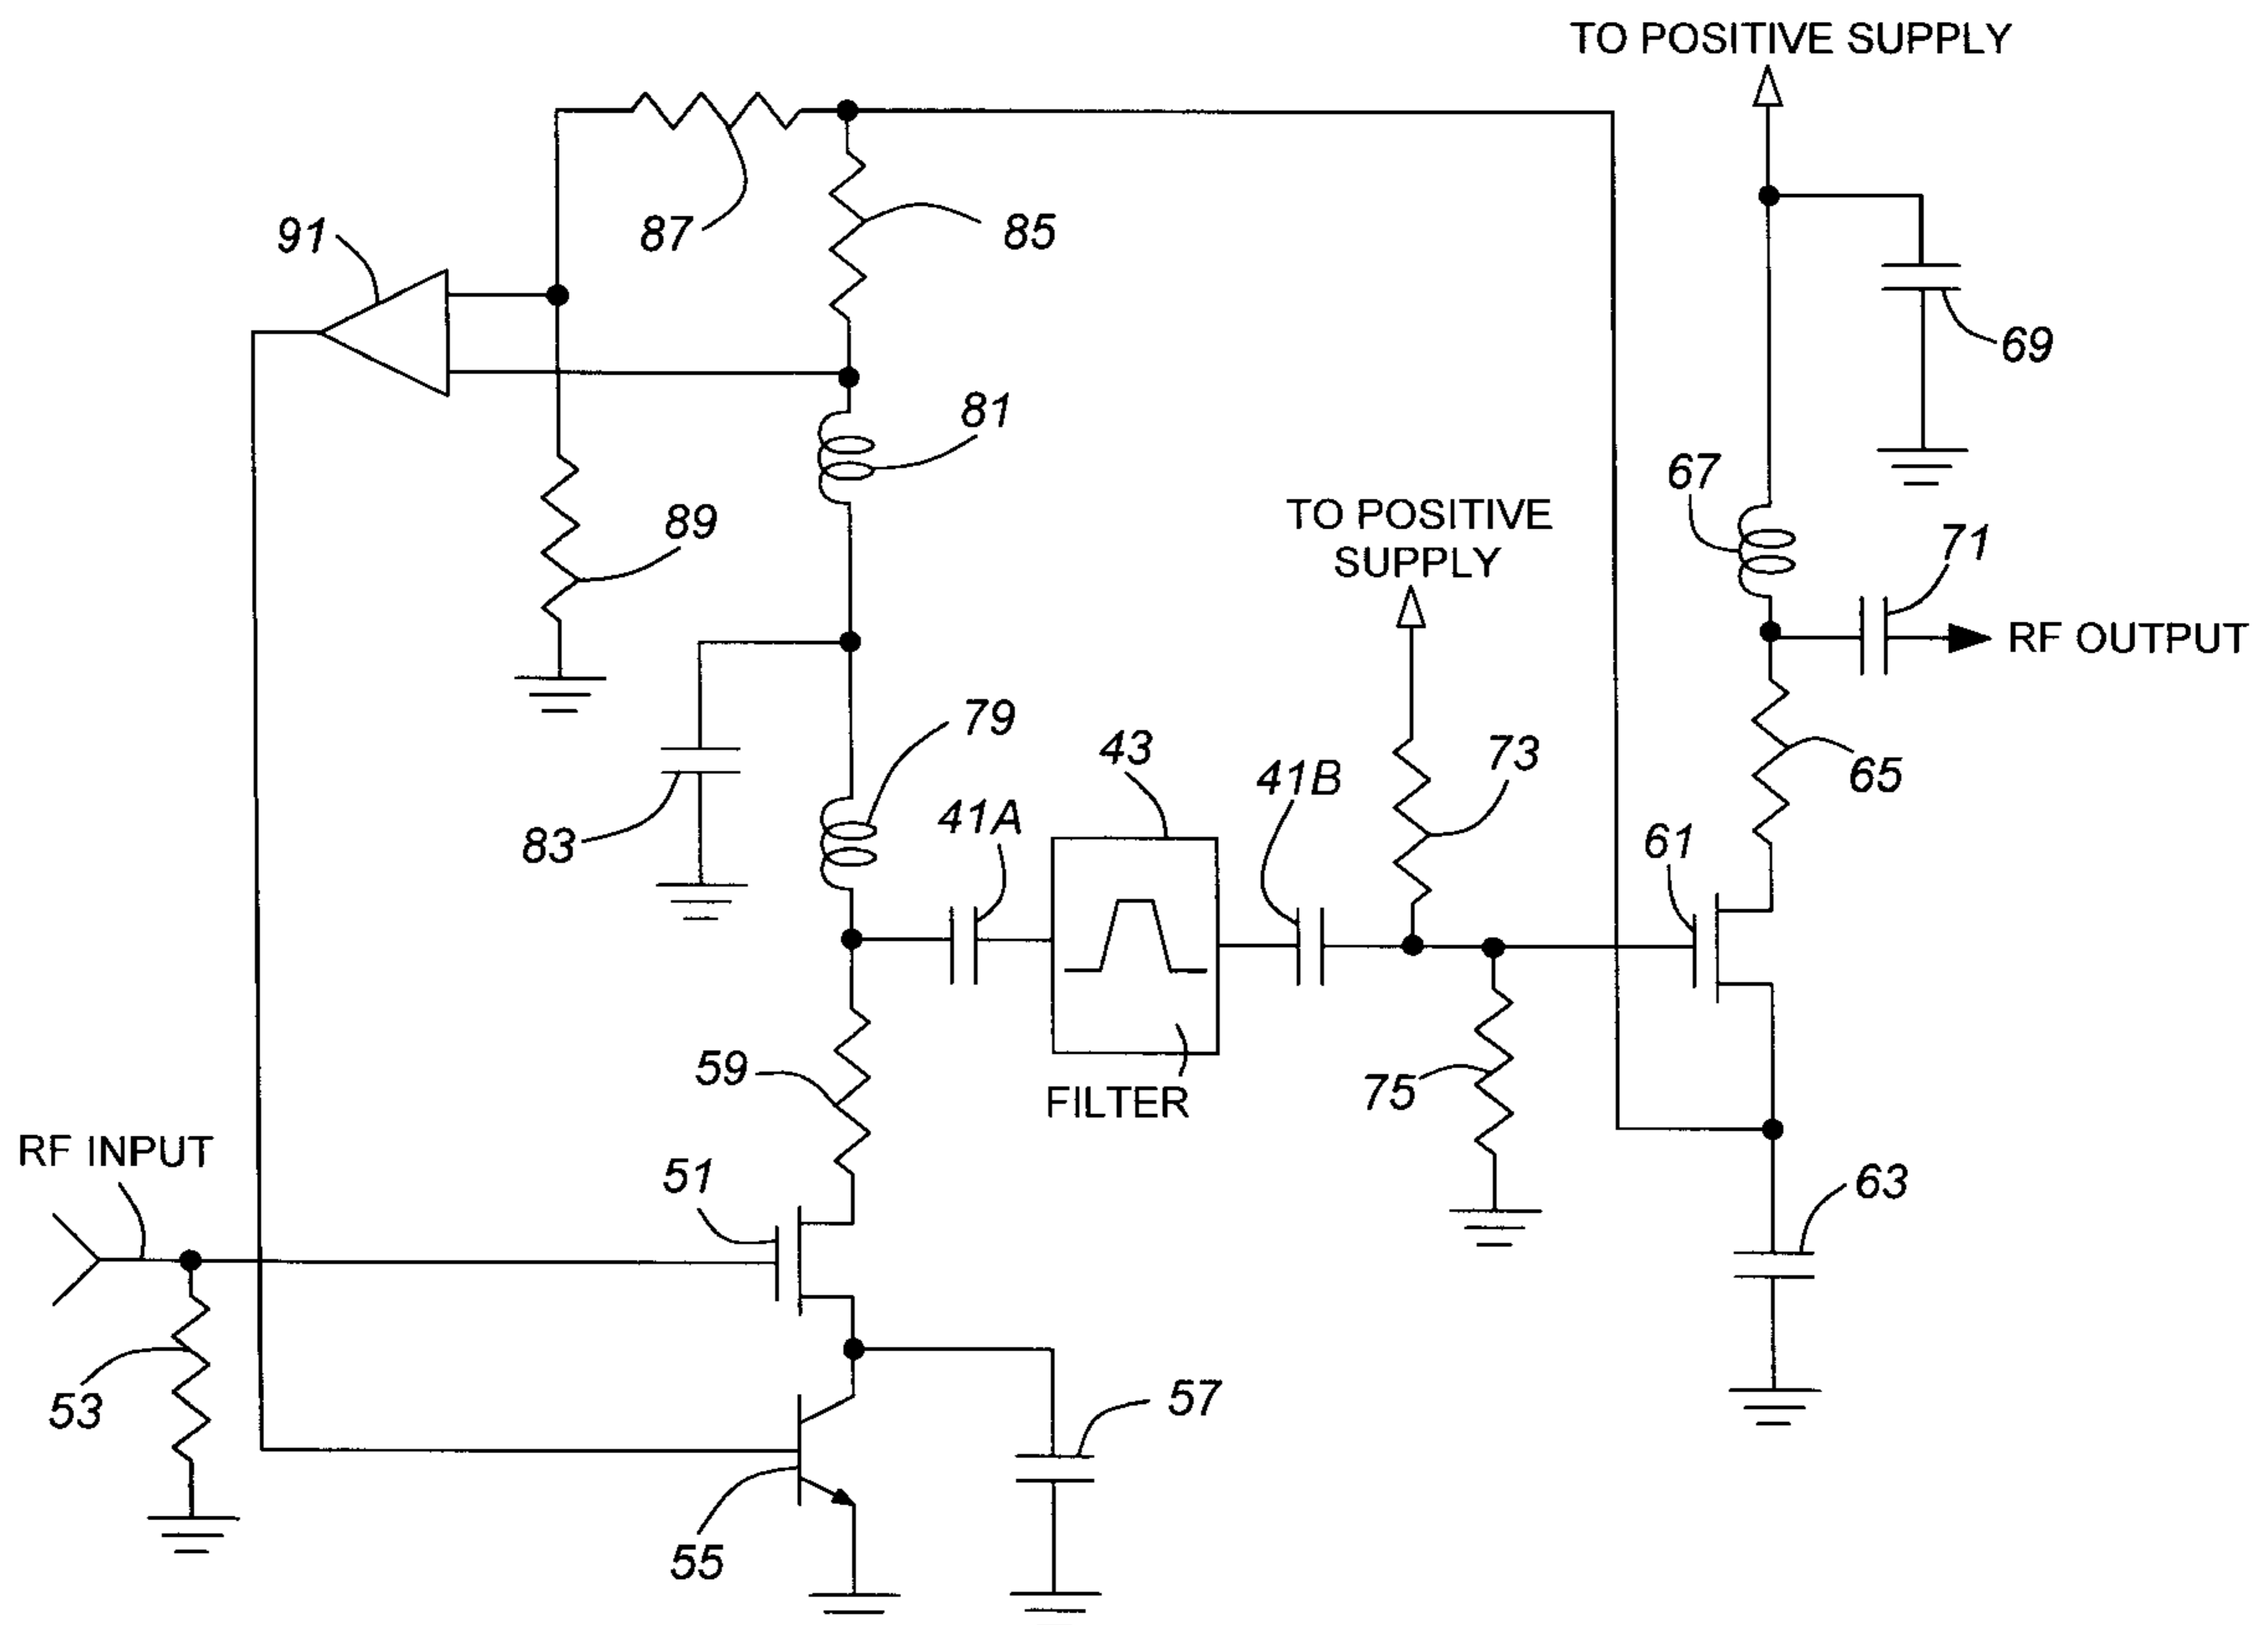 TO POSITIVE SUPPLY
91
87
85
69
81
67
71
89
TO POSITIVE
SUPPLY
RF OUTPUT
79
43
41A
41B
73
65
83
61
59
FILTER
75
RF INPUT
51
63
53
57
55